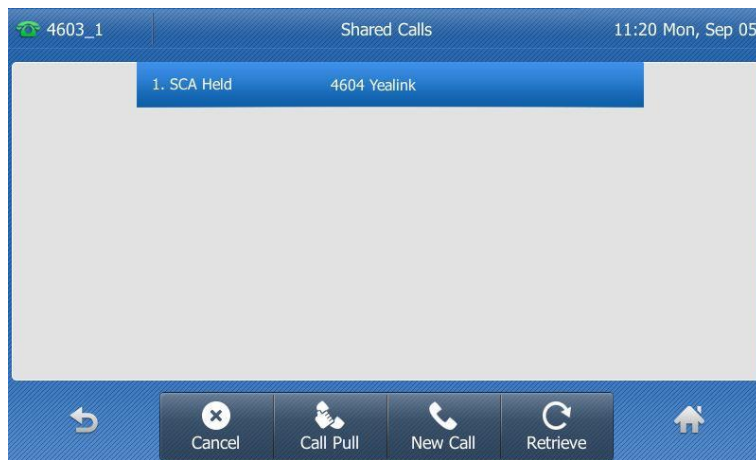 4603_1 Shared Calls 11:20 Mon, Sep 05
1. SCA Held 4604 Yealink
Cancel Call Pull New Call Retrieve